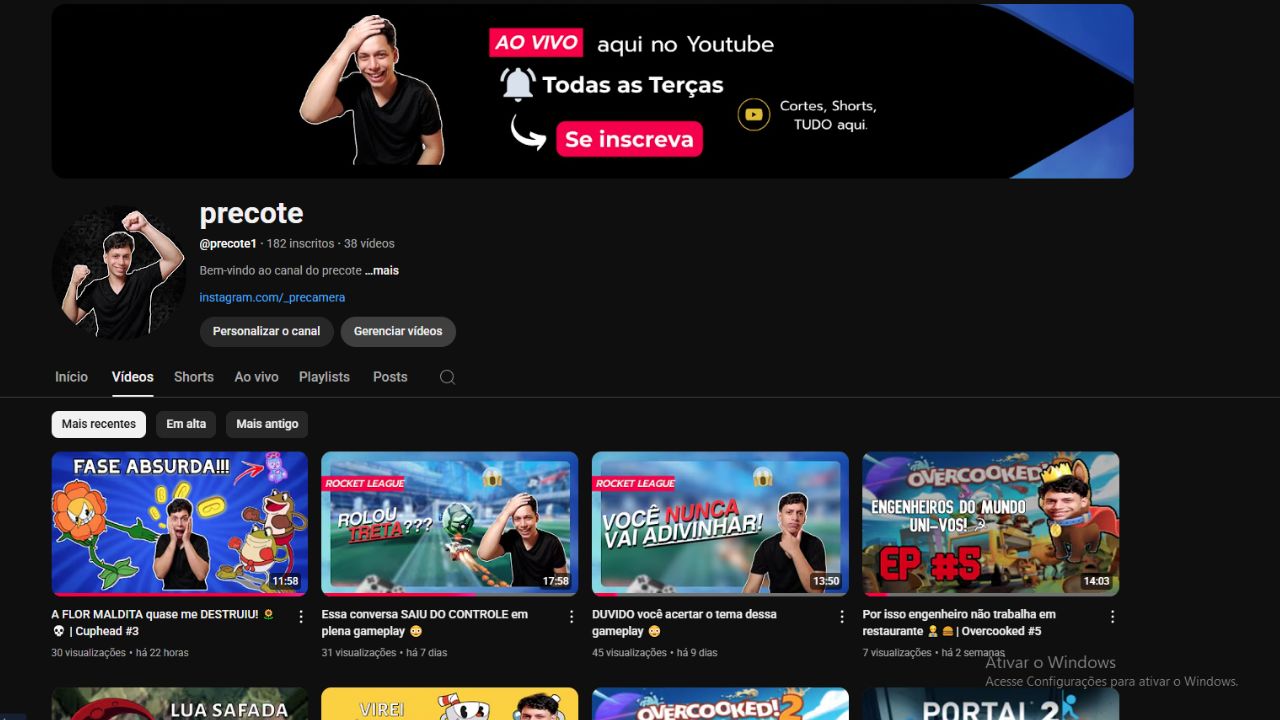 AO VIVO aqui no Youtube
Todas as Terças
Se inscreva
Cortes, Shorts,
TUDO aqui.
precote
@precote1 · 182 inscritos · 38 vídeos
Bem-vindo ao canal do precote ...mais
instagram.com/_precamera
Personalizar o canal
Gerenciar vídeos
Início
Vídeos
Shorts
Ao vivo
Playlists
Posts
Mais recentes
Em alta
Mais antigo
FASE ABSURDA!!!
11:58
ROCKET LEAGUE
ROLOU
TRETA???
17:58
ROCKET LEAGUE
VOCÊ NUNCA
VAI ADIVINHAR!
13:50
OVERCOOKED!
ENGENHEIROS DO MUNDO
UNI-VOS!
EP #5
14:03
A FLOR MALDITA quase me DESTRUIU! 🌻
💀 | Cuphead #3
30 visualizações • há 22 horas
Essa conversa SAIU DO CONTROLE em
plena gameplay 😳
31 visualizações • há 7 dias
DUVIDO você acertar o tema dessa
gameplay 😳
45 visualizações • há 9 dias
Por isso engenheiro não trabalha em
restaurante 👨‍🍳 🍔 | Overcooked #5
7 visualizações • há 2 semanas
Ativar o Windows
Acesse Configurações para ativar o Windows.
LUA SAFADA
VIREI
OVERCOOKED! 2
PORTAL 2